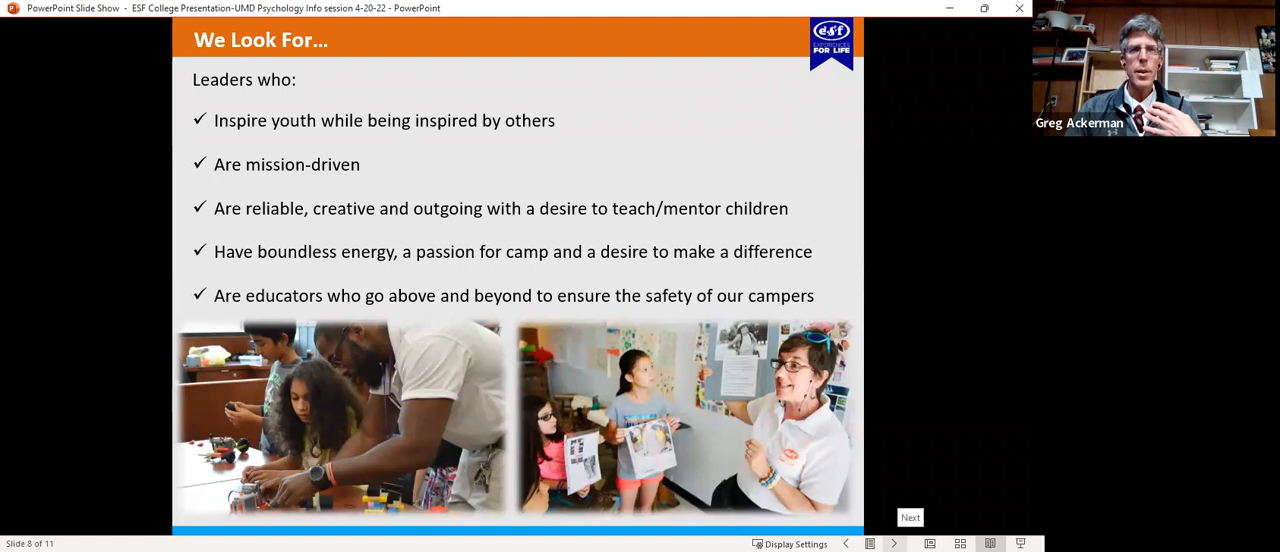 PowerPoint Slide Show - ESF College Presentation-UMD Psychology Info session 4-20-22 - PowerPoint
We Look For...
esf
EXPERIENCES
FOR LIFE
Leaders who:
✓ Inspire youth while being inspired by others
✓ Are mission-driven
✓ Are reliable, creative and outgoing with a desire to teach/mentor children
✓ Have boundless energy, a passion for camp and a desire to make a difference
✓ Are educators who go above and beyond to ensure the safety of our campers
Greg Ackerman
Next
Slide 8 of 11
Display Settings